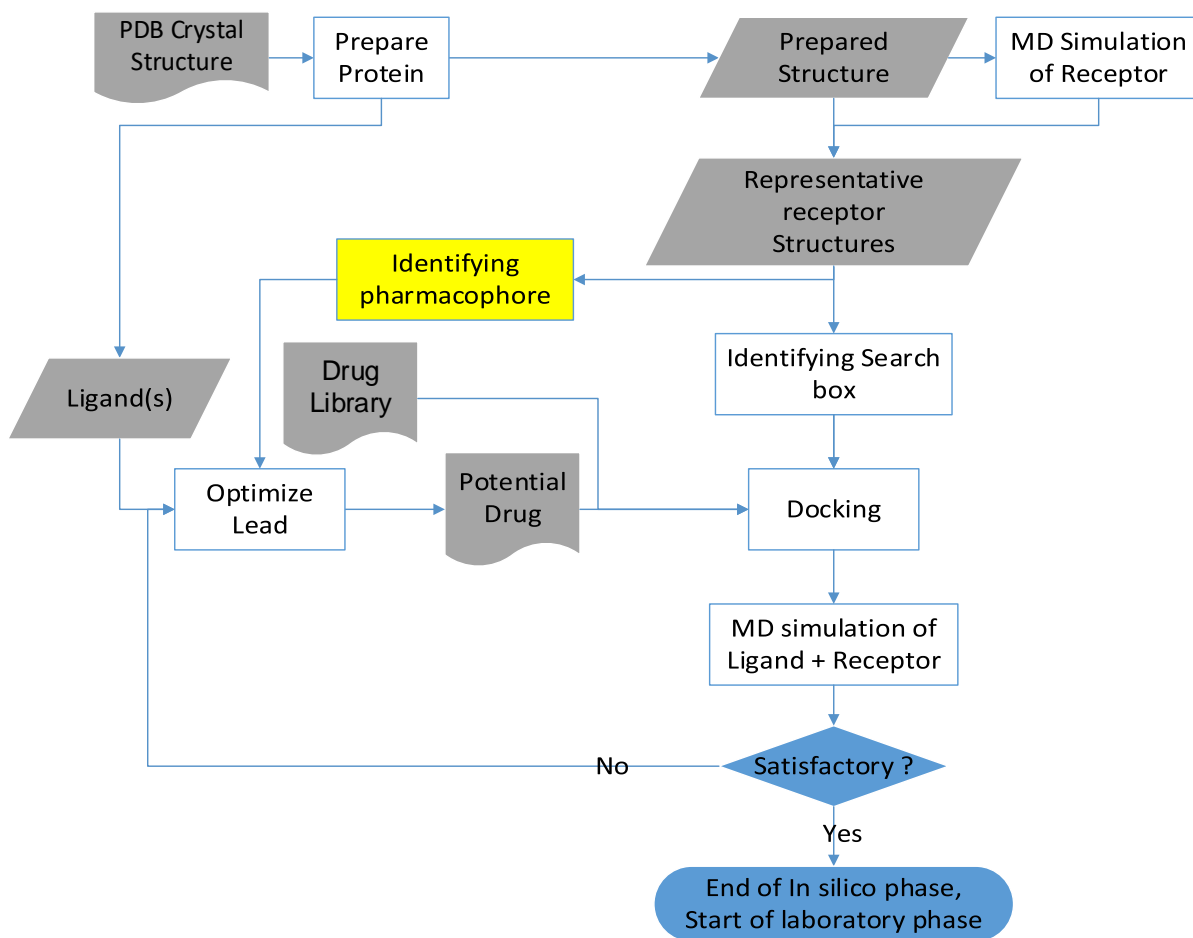 PDB Crystal
Structure
Prepare
Protein
Prepared
Structure
MD Simulation
of Receptor
Representative
receptor
Structures
Identifying
pharmacophore
Identifying Search
box
Ligand(s)
Drug
Library
Optimize
Lead
Potential
Drug
Docking
MD simulation of
Ligand + Receptor
Satisfactory ?
No
Yes
End of In silico phase,
Start of laboratory phase